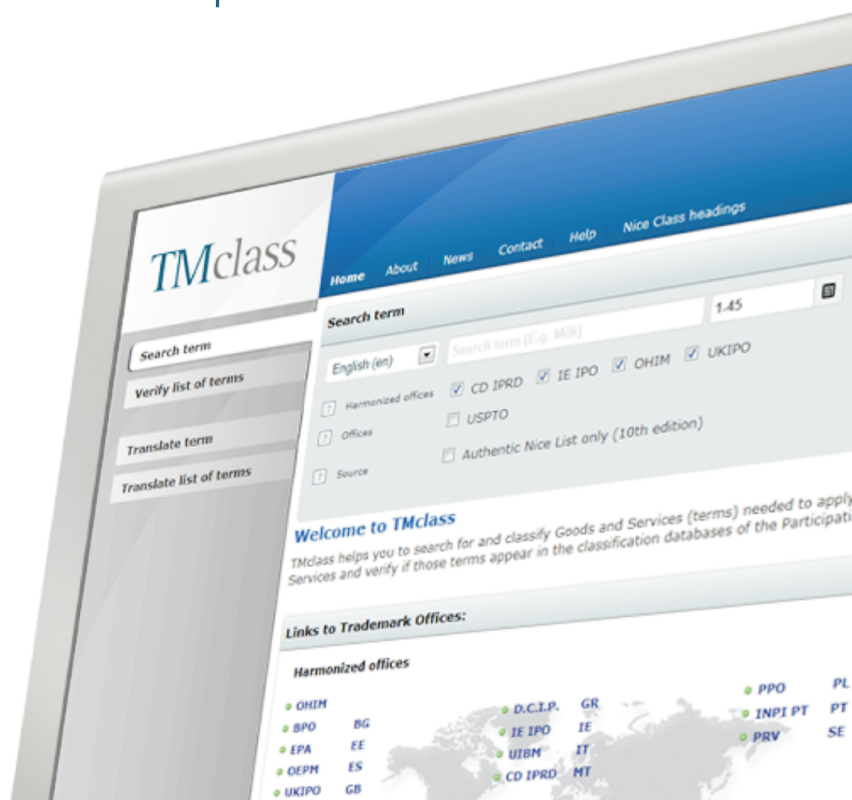 TMclass
Home About News Contact Help Nice Class headings
Search term
Verify list of terms
Translate term
Translate list of terms
Search term
English (en) Search term (E.g. Milk) 1-45
? Harmonized offices CD IPRD IE IPO OHIM UKIPO
? Offices USPTO
? Source Authentic Nice List only (10th edition)
Welcome to TMclass
TMclass helps you to search for and classify Goods and Services (terms) needed to apply
Services and verify if those terms appear in the classification databases of the
Links to Trademark Offices:
Harmonized offices
OHIM
BPO BG
EPA EE
OEPM ES
UKIPO GB
D.C.I.P. GR
IE IPO IE
UIBM IT
CD IPRD MT
PPO PL
INPI PT PT
PRV SE